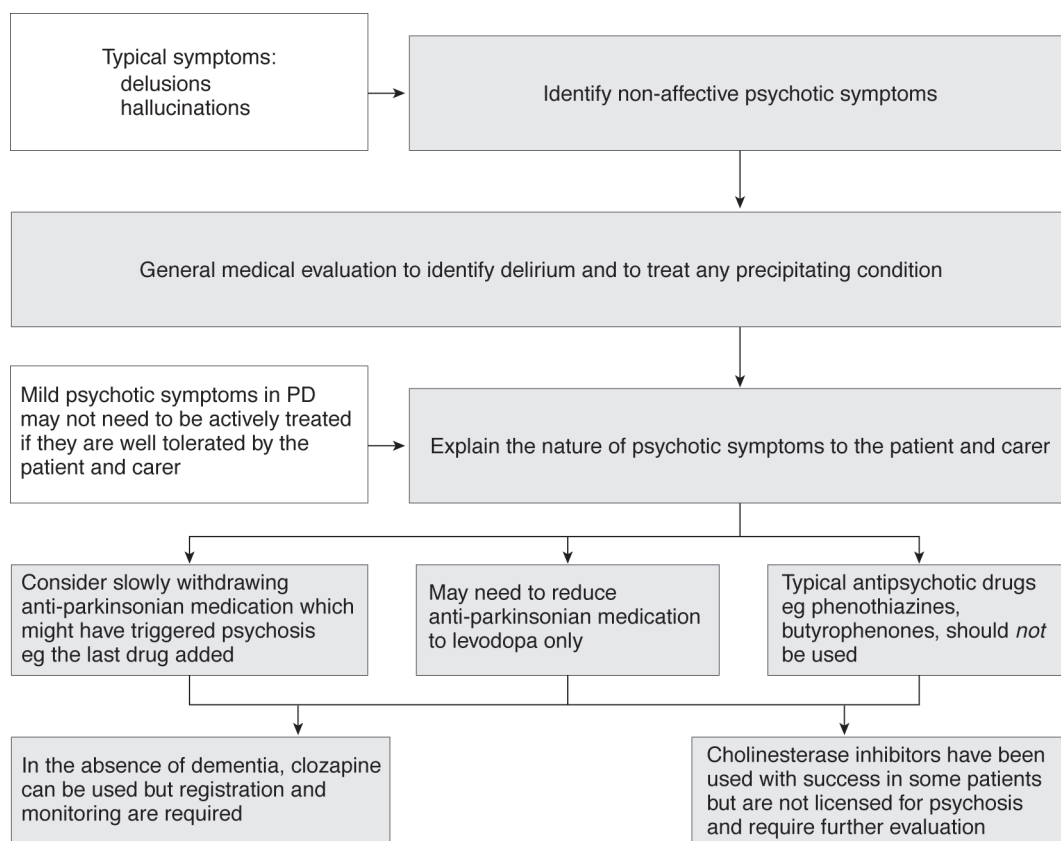 Typical symptoms:
delusions
hallucinations
Identify non-affective psychotic symptoms
General medical evaluation to identify delirium and to treat any precipitating condition
Mild psychotic symptoms in PD
may not need to be actively treated
if they are well tolerated by the
patient and carer
Explain the nature of psychotic symptoms to the patient and carer
Consider slowly withdrawing
anti-parkinsonian medication which
might have triggered psychosis
eg the last drug added
May need to reduce
anti-parkinsonian medication
to levodopa only
Typical antipsychotic drugs
eg phenothiazines,
butyrophenones, should not
be used
In the absence of dementia, clozapine
can be used but registration and
monitoring are required
Cholinesterase inhibitors have been
used with success in some patients
but are not licensed for psychosis
and require further evaluation